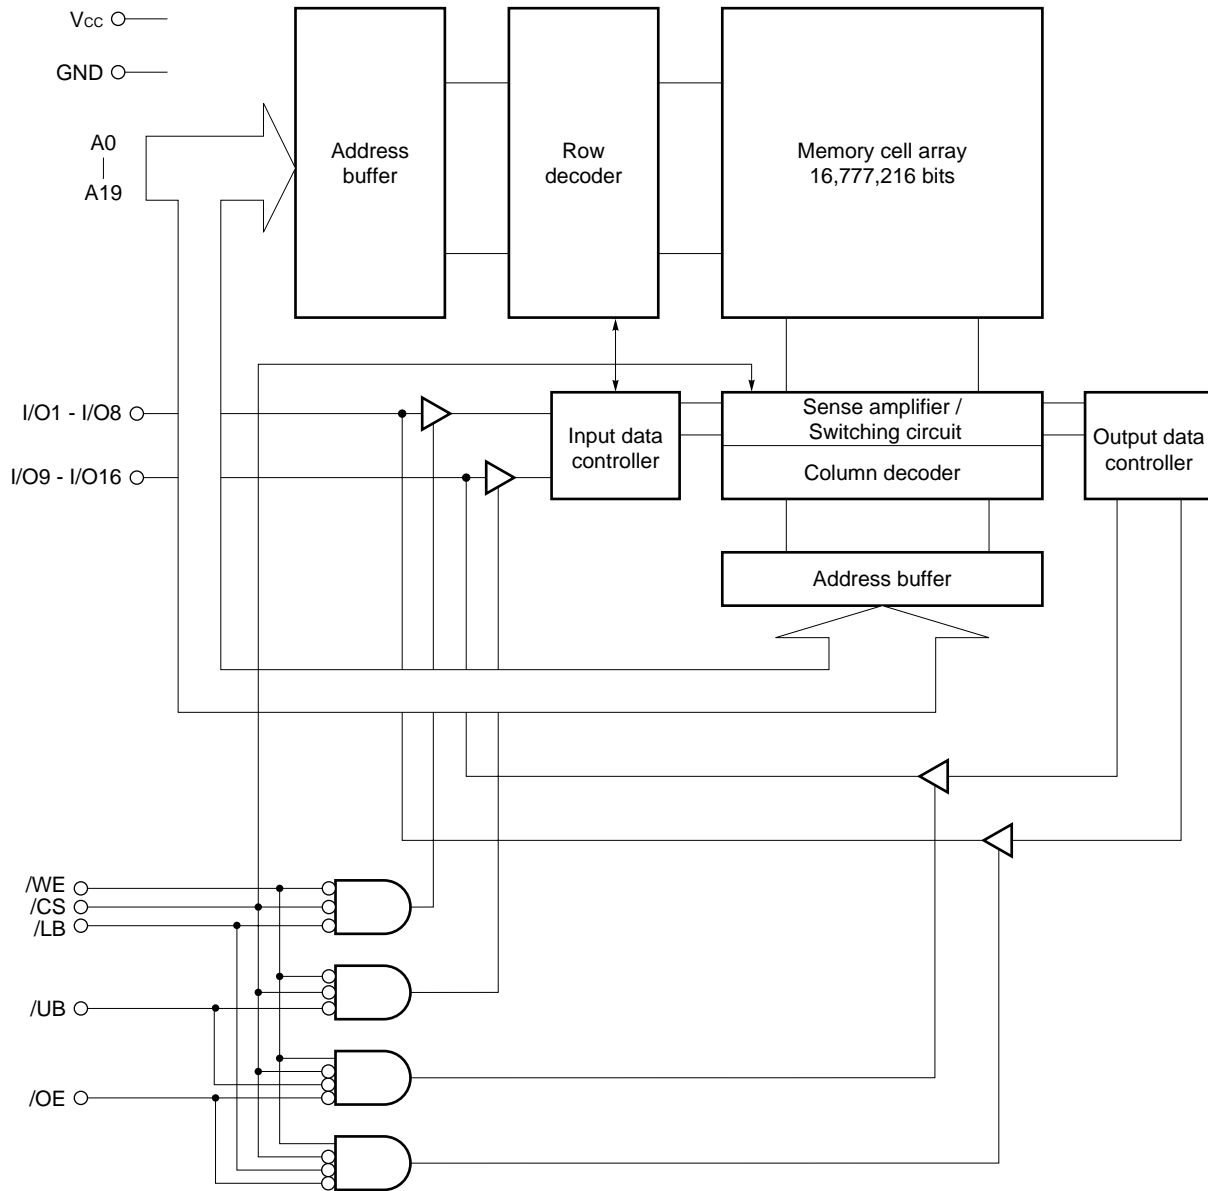 VCC
GND
A0
A19
Address
buffer
Row
decoder
Memory cell array
16,777,216 bits
I/O1 - I/O8
I/O9 - I/O16
Input data
controller
Sense amplifier /
Switching circuit
Column decoder
Output data
controller
Address buffer
/WE
/CS
/LB
/UB
/OE